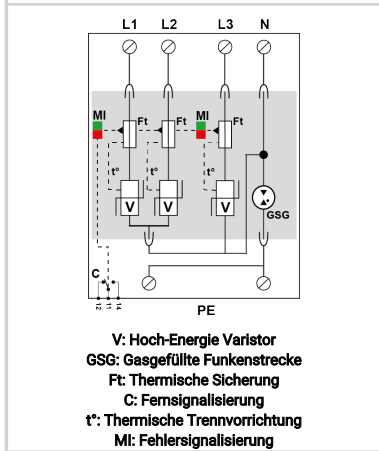 L1 L2 L3 N
MI Ft Ft MI Ft
t° t° t°
V V V GSG
C
12 11 14
PE
V: Hoch-Energie Varistor
GSG: Gasgefüllte Funkenstrecke
Ft: Thermische Sicherung
C: Fernsignalisierung
t°: Thermische Trennvorrichtung
MI: Fehlersignalisierung